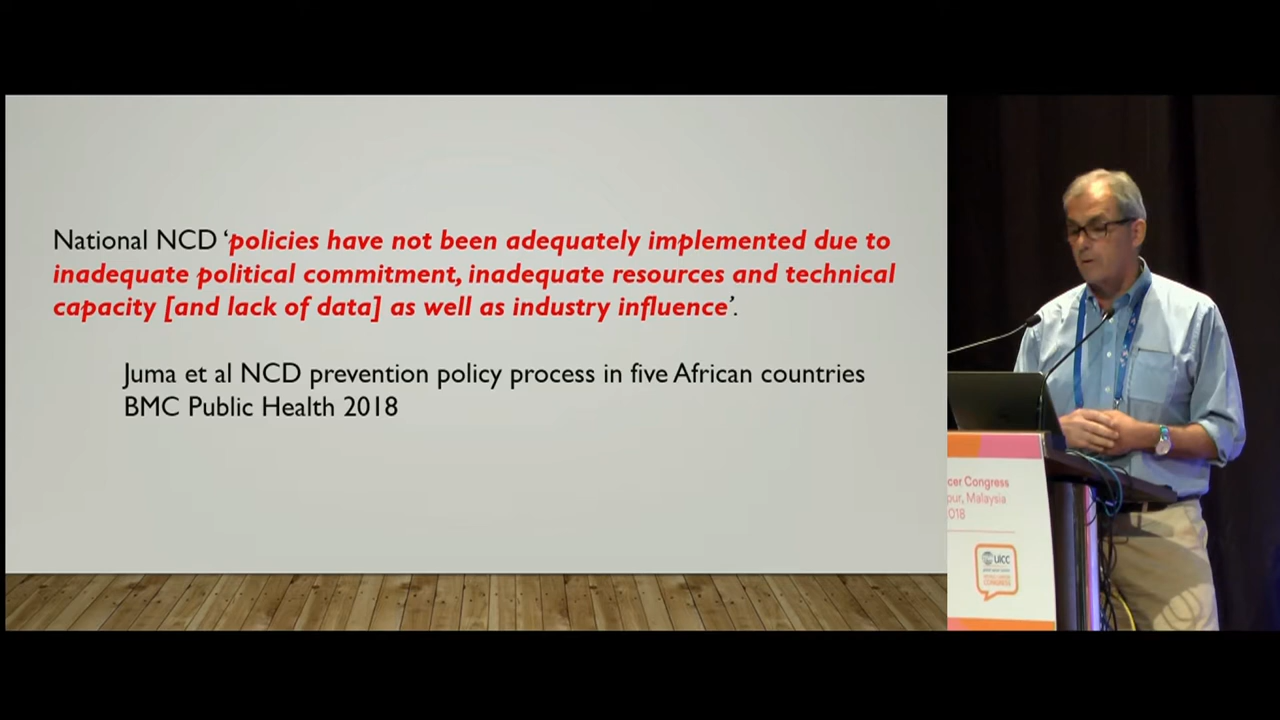 National NCD ‘policies have not been adequately implemented due to
inadequate political commitment, inadequate resources and technical
capacity [and lack of data] as well as industry influence’.
Juma et al NCD prevention policy process in five African countries
BMC Public Health 2018
cer Congress
pur, Malaysia
018
uicc
CONGRESS